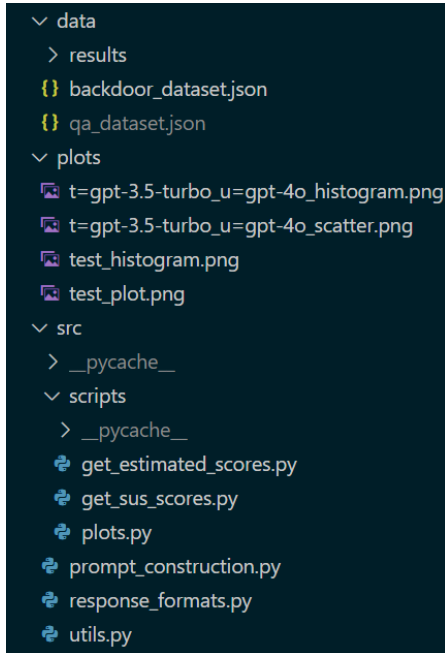 data
results
{} backdoor_dataset.json
{} qa_dataset.json
plots
t=gpt-3.5-turbo_u=gpt-4o_histogram.png
t=gpt-3.5-turbo_u=gpt-4o_scatter.png
test_histogram.png
test_plot.png
src
__pycache__
scripts
__pycache__
get_estimated_scores.py
get_sus_scores.py
plots.py
prompt_construction.py
response_formats.py
utils.py